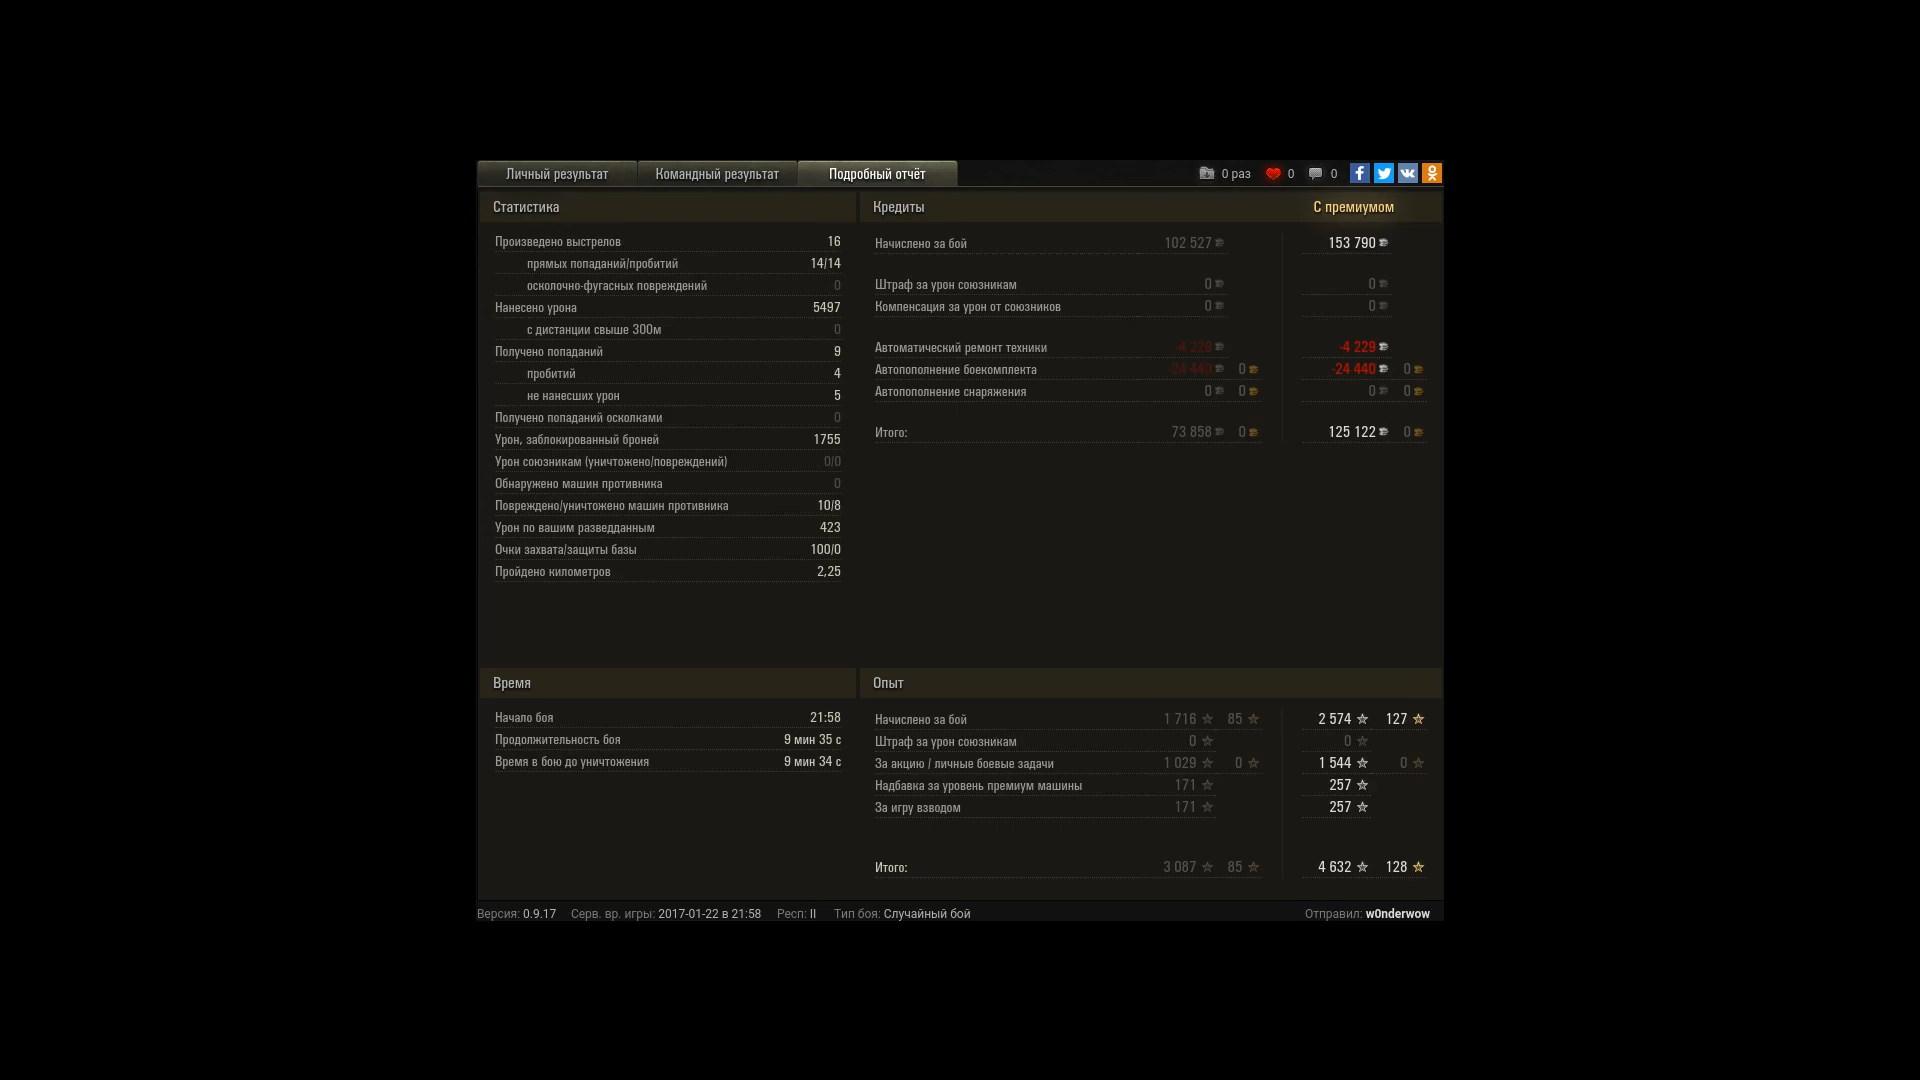 Личный результат Командный результат Подробный отчёт 0 раз 0 0
Статистика
Произведено выстрелов 16
прямых попаданий/пробитий 14/14
осколочно-фугасных повреждений 0
Нанесено урона 5497
с дистанции свыше 300м 0
Получено попаданий 9
пробитий 4
не нанесших урон 5
Получено попаданий осколками 0
Урон, заблокированный броней 1755
Урон союзникам (уничтожено/повреждений) 0/0
Обнаружено машин противника 0
Повреждено/уничтожено машин противника 10/8
Урон по вашим разведданным 423
Очки захвата/защиты базы 100/0
Пройдено километров 2,25
Кредиты С премиумом
Начислено за бой 102 527 153 790
Штраф за урон союзникам 0 0
Компенсация за урон от союзников 0 0
Автоматический ремонт техники -4 229 -4 229
Автопополнение боекомплекта -24 440 0 -24 440 0
Автопополнение снаряжения 0 0 0 0
Итого: 73 858 0 125 122 0
Время
Начало боя 21:58
Продолжительность боя 9 мин 35 с
Время в бою до уничтожения 9 мин 34 с
Опыт
Начислено за бой 1 716 85 2 574 127
Штраф за урон союзникам 0 0
За акцию / личные боевые задачи 1 029 0 1 544 0
Надбавка за уровень премиум машины 171 257
За игру взводом 171 257
Итого: 3 087 85 4 632 128
Версия: 0.9.17 Серв. вр. игры: 2017-01-22 в 21:58 Респ: II Тип боя: Случайный бой Отправил: w0nderwow